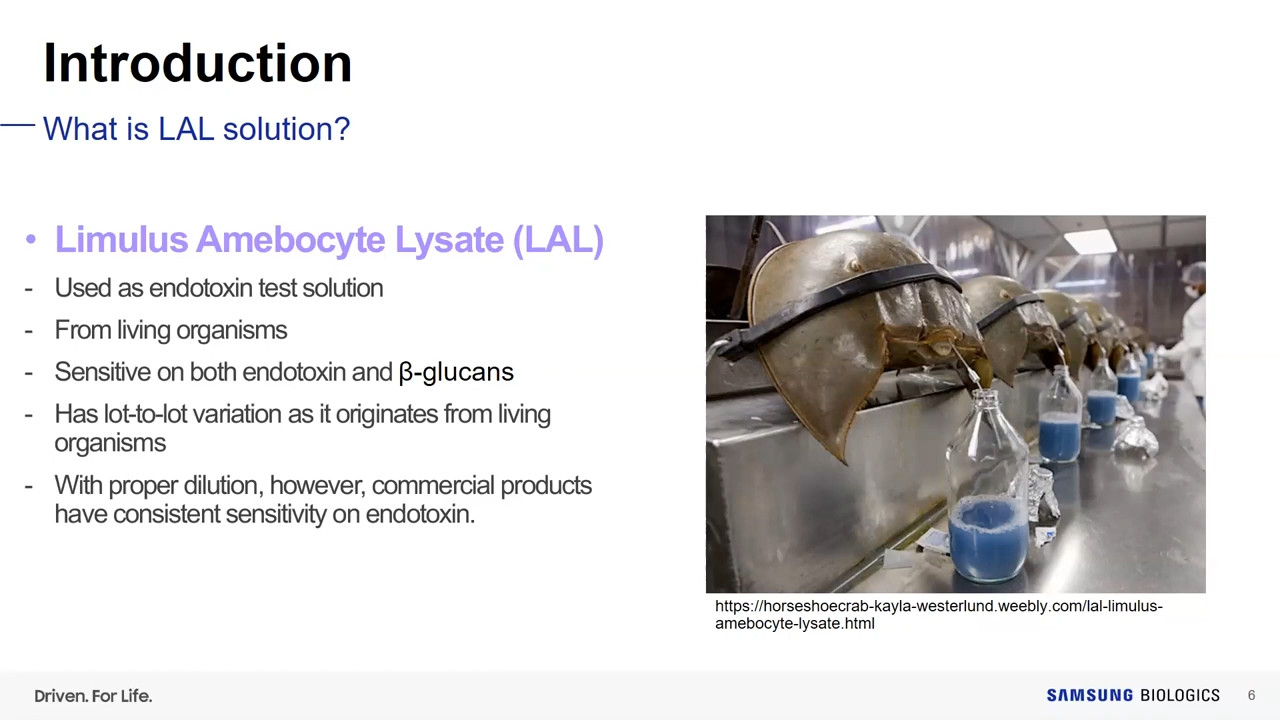 Introduction
What is LAL solution?
• Limulus Amebocyte Lysate (LAL)
- Used as endotoxin test solution
- From living organisms
- Sensitive on both endotoxin and β-glucans
- Has lot-to-lot variation as it originates from living
organisms
- With proper dilution, however, commercial products
have consistent sensitivity on endotoxin.
https://horseshoecrab-kayla-westerlund.weebly.com/lal-limulus-
amebocyte-lysate.html
Driven. For Life.
SAMSUNG BIOLOGICS
6